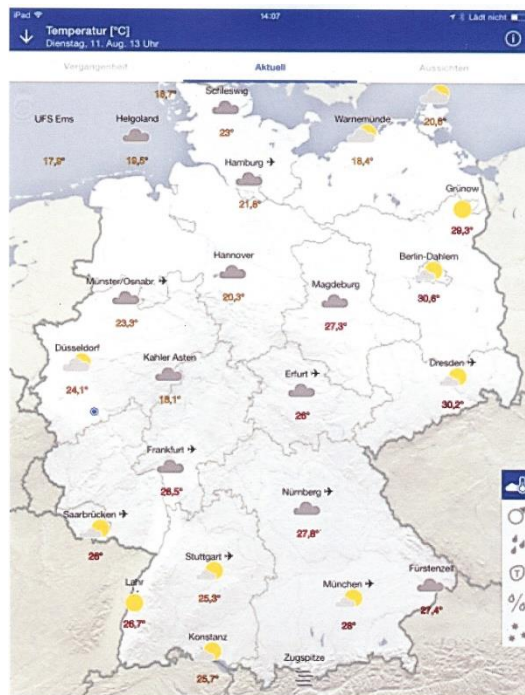 iPad
14:07
Lädt nicht
Temperatur [°C]
Dienstag, 11. Aug. 13 Uhr
Vergangenheit
Aktuell
Aussichten
18,7°
Schleswig
23°
20,8°
UFS Ems
17,9°
Helgoland
19,5°
Warnemünde
18,4°
Hamburg
21,8°
Grünow
29,3°
Hannover
20,3°
Berlin-Dahlem
30,6°
Münster/Osnabr.
23,3°
Magdeburg
27,3°
Düsseldorf
24,1°
Kahler Asten
18,1°
Erfurt
26°
Dresden
30,2°
Frankfurt
26,5°
Nürnberg
27,8°
Saarbrücken
26°
Stuttgart
25,3°
Fürstenzell
27,4°
Lahr
26,7°
München
28°
Konstanz
25,7°
Zugspitze
T
%